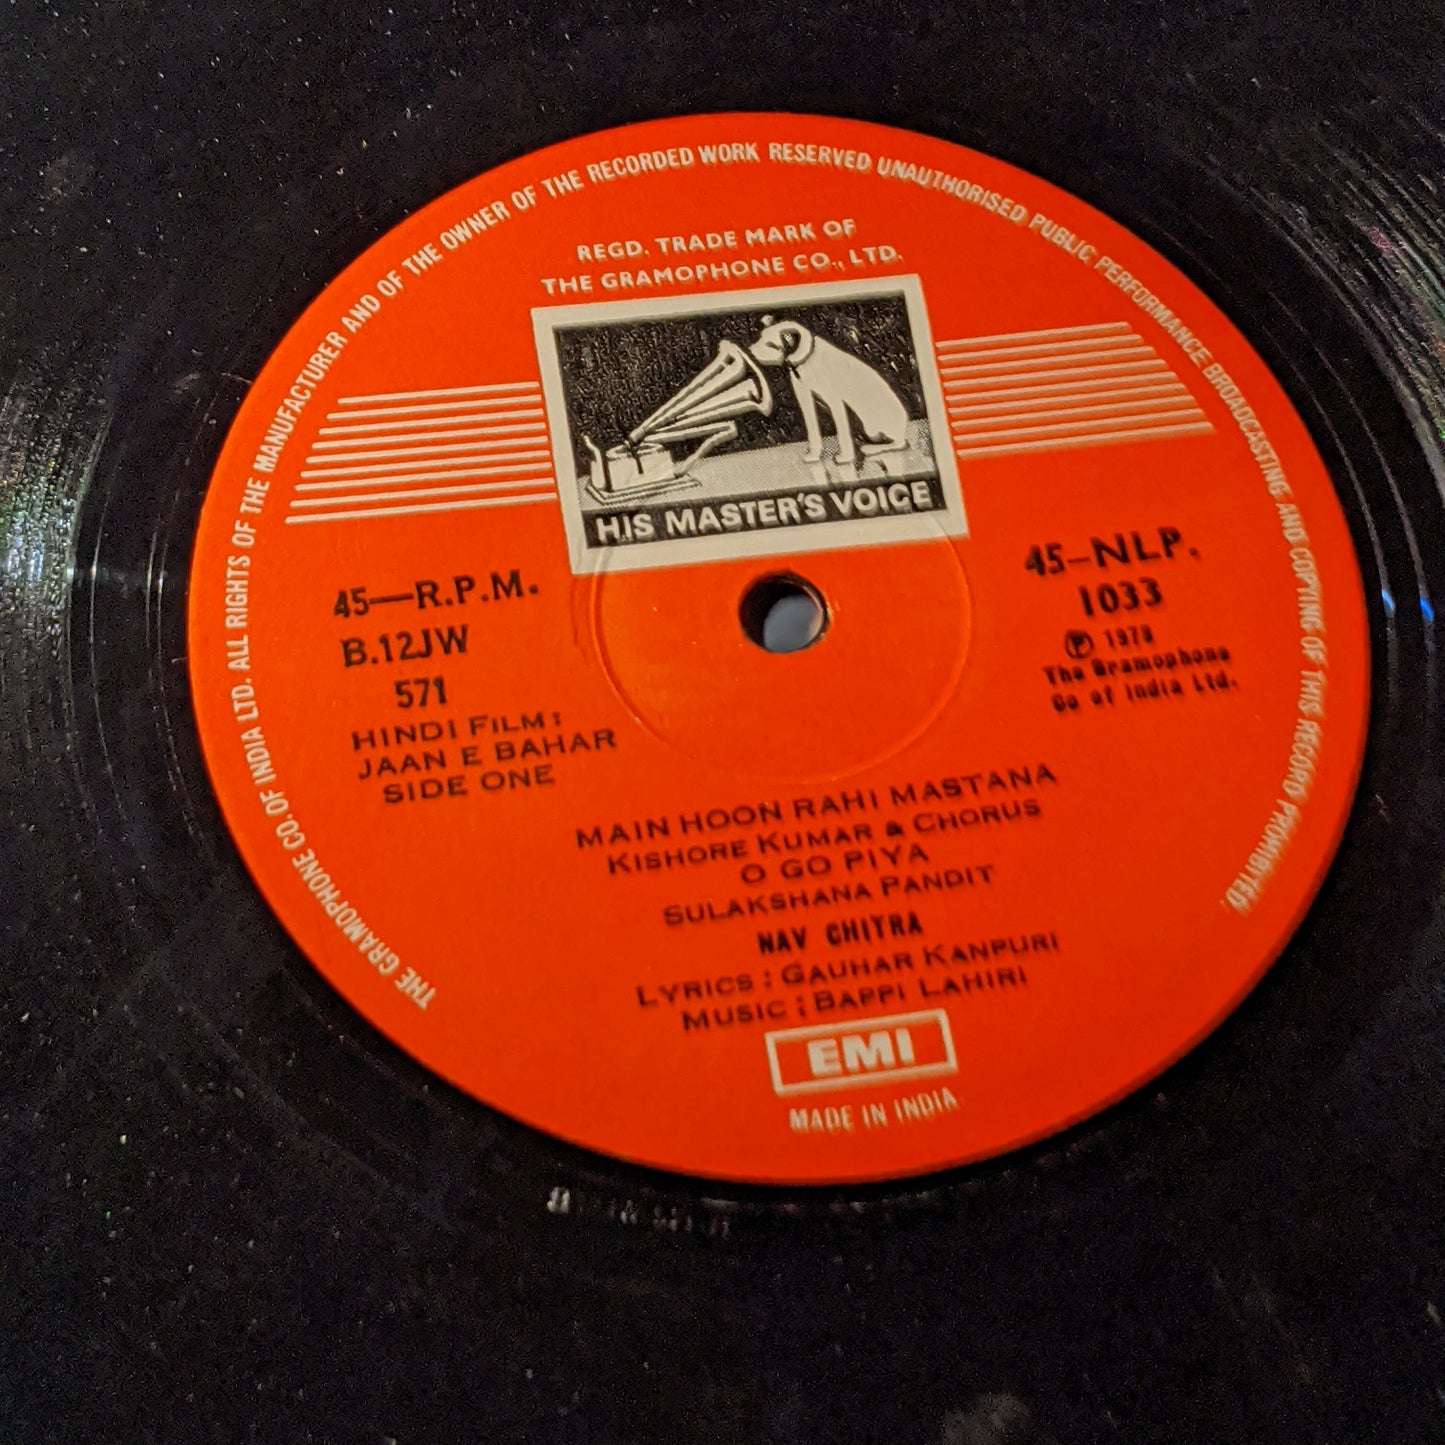 THE GRAMOPHONE CO. OF INDIA LTD. ALL RIGHTS OF THE MANUFACTURER AND OF THE OWNER OF THE RECORDED WORK RESERVED UNAUTHORISED PUBLIC PERFORMANCE BROADCASTING AND COPYING OF THIS RECORD PROHIBITED.
REGD. TRADE MARK OF
THE GRAMOPHONE CO., LTD.
HIS MASTER'S VOICE
45—R.P.M.
B.12JW
571
HINDI FILM:
JAAN E BAHAR
SIDE ONE
45-NLP.
1033
The Gramophone
Co of India Ltd.
MAIN HOON RAHI MASTANA
KISHORE KUMAR & CHORUS
O GO PIYA
SULAKSHANA PANDIT
NAV CHITRA
LYRICS : GAUHAR KANPURI
MUSIC : BAPPI LAHIRI
EMI
MADE IN INDIA